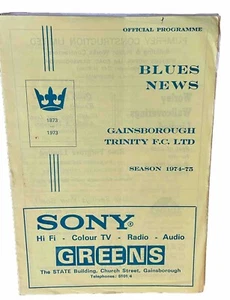 OFFICIAL PROGRAMME
BLUES
NEWS
1873
1973
GAINSBOROUGH
TRINITY F.C. LTD
SEASON 1974-75
SONY®
Hi Fi - Colour TV - Radio - Audio
GREENS
The STATE Building, Church Street, Gainsborough